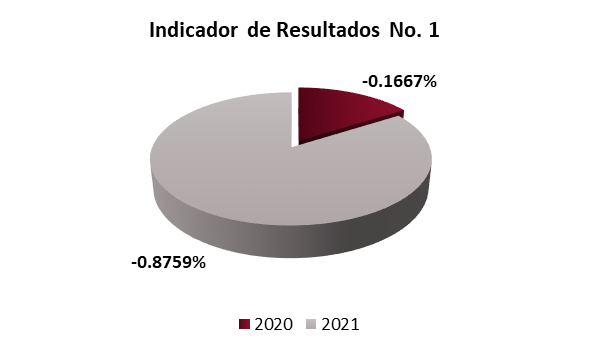 Indicador de Resultados No. 1
-0.1667%
-0.8759%
2020 2021